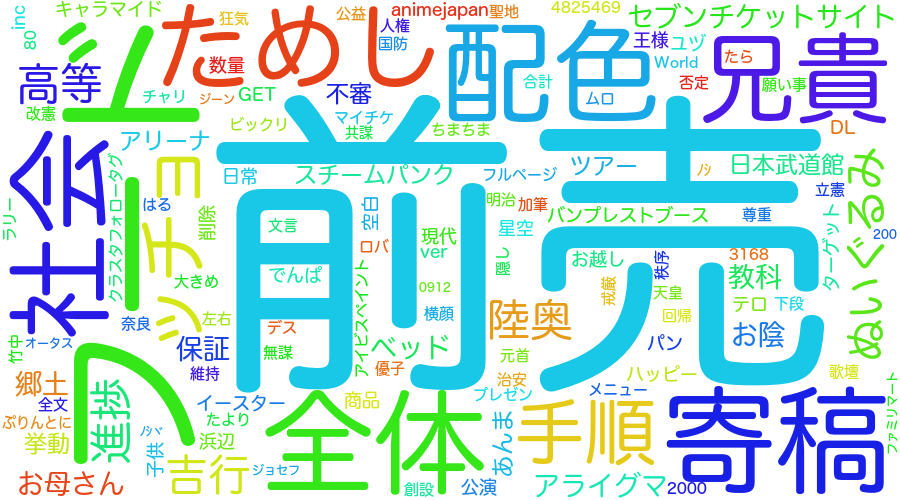 キャラマイド
inc
80
狂気
公益
animejapan
聖地
4825469
セブンチケットサイト
ミ
ためし
配色
兄貴
人権
国防
王様
ユヅ
World
たら
否定
願い事
高等
数量
GET
不審
合計
ムロ
改憲
チャリ
ジーン
ビックリ
マイチケ
共謀
ちまちま
DL
アリーナ
前売
社会
ッチョ
日常
スチームパンク
フルページ
ツアー
日本武道館
ぬいぐるみ
ラリー
クラスタフォロータグ
はる
削除
文言
空白
現代
ver
ロバ
明治
加筆
星空
隠し
バンプレストブース
尊重
立憲
ターゲット
200
大きめ
でんぱ
0912
お越し
秩序
3168
教科
戒厳
天皇
テロ
下段
奈良
左右
デス
横顔
陸奥
回帰
お陰
竹中
オータス
保証
無謀
アイビスペイント
ベッド
元首
パン
維持
優子
治安
ハッピー
歌壇
郷土
全文
進捗
イースター
商品
プレゼン
メニュー
ファミリマート
ぷりんとに
たより
全体
あんま
手順
寄稿
挙動
浜辺
子供
吉行
ジョセフ
お母さん
創設
公演
アライグマ
2000